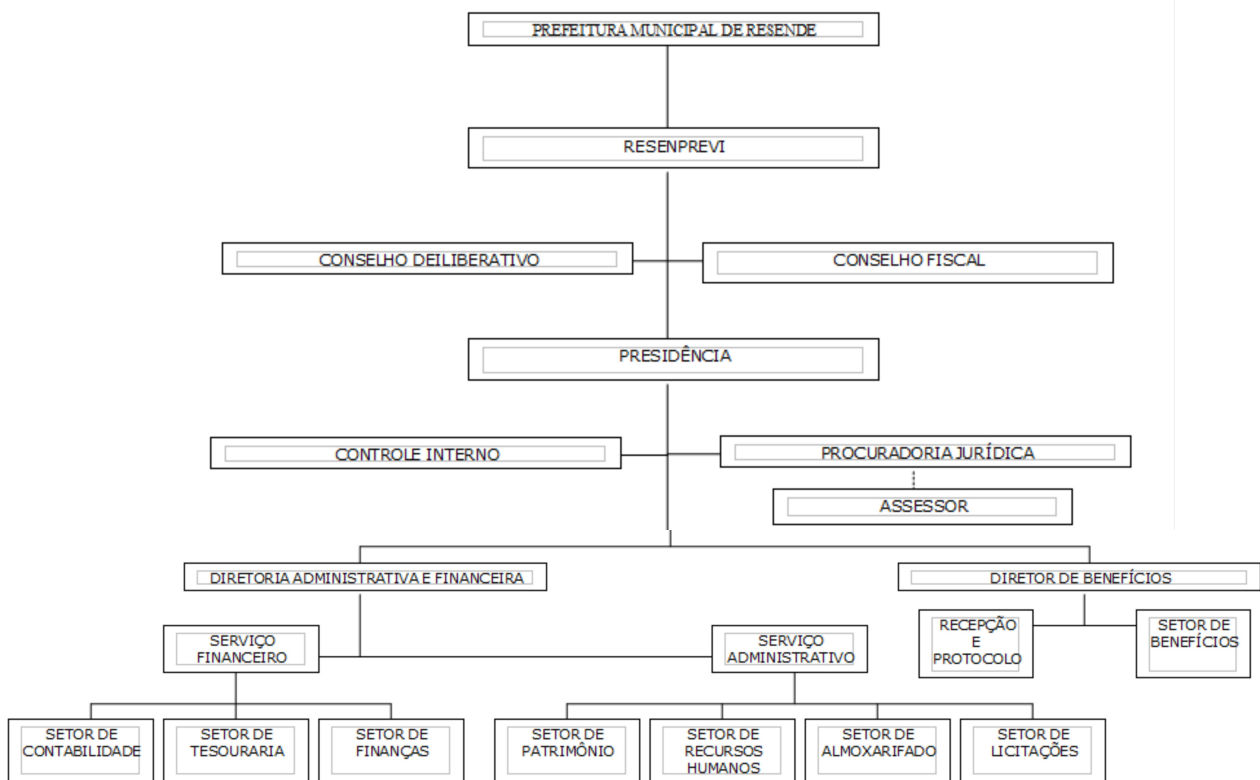 PREFEITURA MUNICIPAL DE RESENDE
RESENPREVI
CONSELHO DEILIBERATIVO
CONSELHO FISCAL
PRESIDÊNCIA
CONTROLE INTERNO
PROCURADORIA JURÍDICA
ASSESSOR
DIRETORIA ADMINISTRATIVA E FINANCEIRA
DIRETOR DE BENEFÍCIOS
SERVIÇO
FINANCEIRO
SERVIÇO
ADMINISTRATIVO
RECEPÇÃO
E
PROTOCOLO
SETOR DE
BENEFÍCIOS
SETOR DE
CONTABILIDADE
SETOR DE
TESOURARIA
SETOR DE
FINANÇAS
SETOR DE
PATRIMÔNIO
SETOR DE
RECURSOS
HUMANOS
SETOR DE
ALMOXARIFADO
SETOR DE
LICITAÇÕES